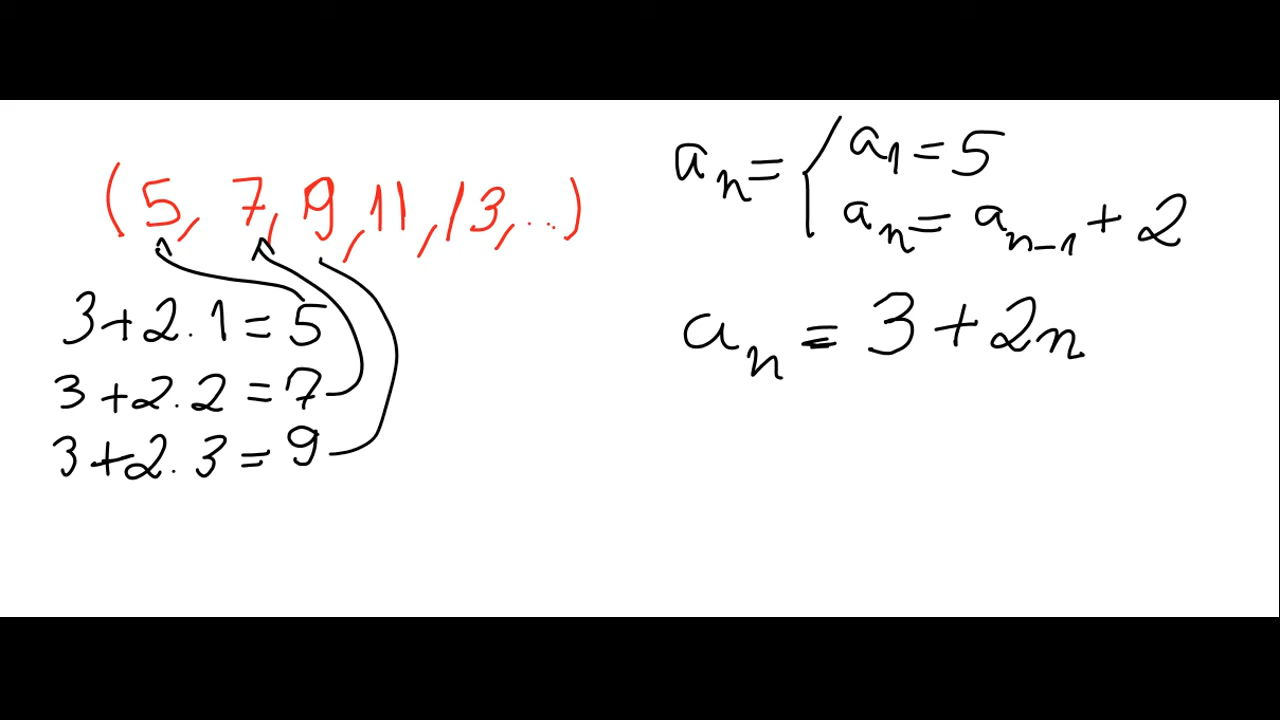 (5, 7, 9, 11, 13, ...)
3+2.1=5
3+2.2=7
3+2.3=9
aₙ= { a₁=5
aₙ= aₙ₋₁+2
aₙ = 3+2n